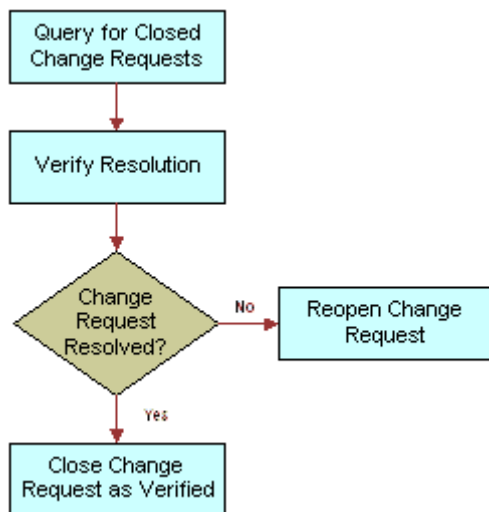 Query for Closed
Change Requests
Verify Resolution
Change
Request
Resolved?
No
Reopen Change
Request
Yes
Close Change
Request as Verified